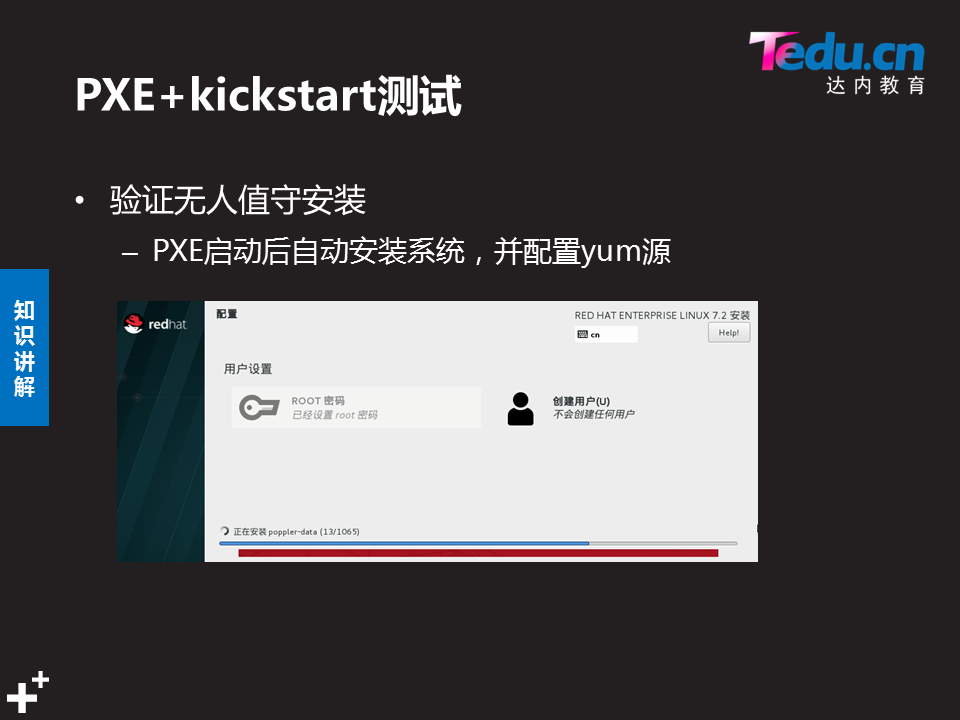 Tedu.cn
达内教育
PXE+kickstart测试
• 验证无人值守安装
– PXE启动后自动安装系统，并配置yum源
知识讲解
redhat
配置
RED HAT ENTERPRISE LINUX 7.2 安装
cn
Help!
用户设置
ROOT 密码
已经设置 root 密码
创建用户(U)
不会创建任何用户
正在安装 poppler-data (13/1065)